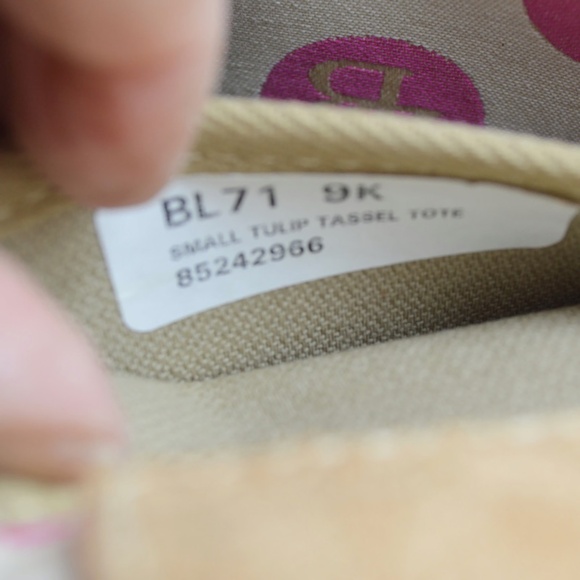 BL71 9K
SMALL TULIP TASSEL TOTE
85242966